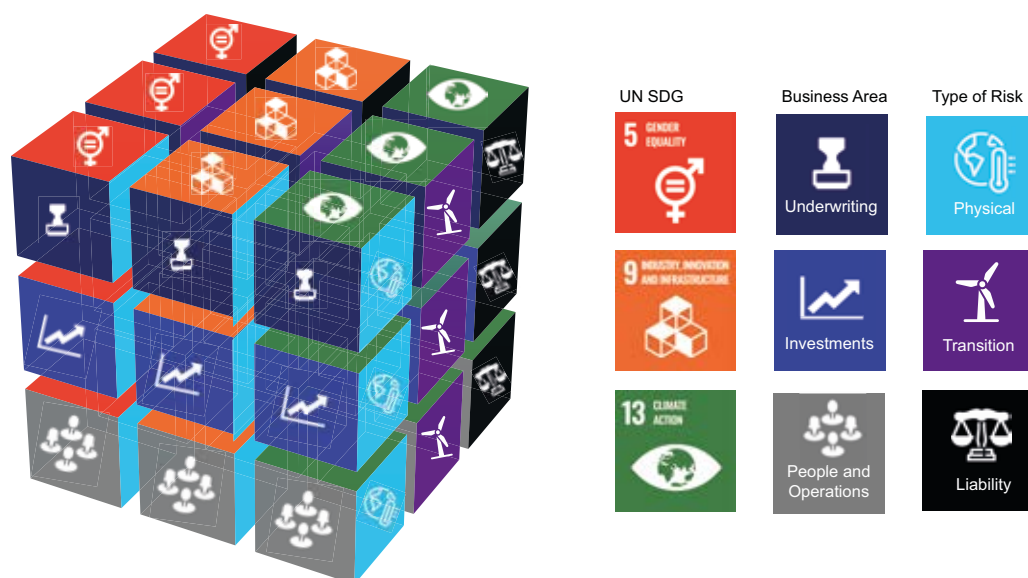 UN SDG
Business Area
Type of Risk
5 GENDER
EQUALITY
Underwriting
Physical
9 INDUSTRY, INNOVATION
AND INFRASTRUCTURE
Investments
Transition
13 CLIMATE
ACTION
People and
Operations
Liability